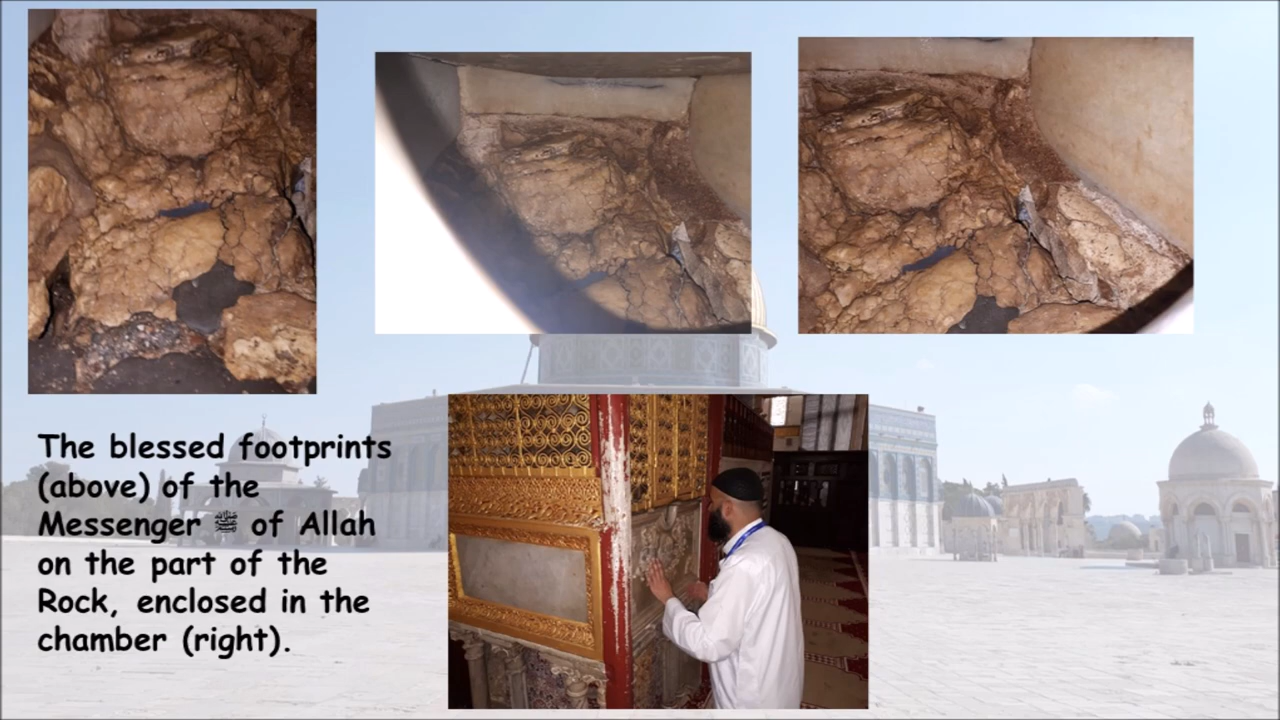 The blessed footprints
(above) of the
Messenger ﷺ of Allah
on the part of the
Rock, enclosed in the
chamber (right).